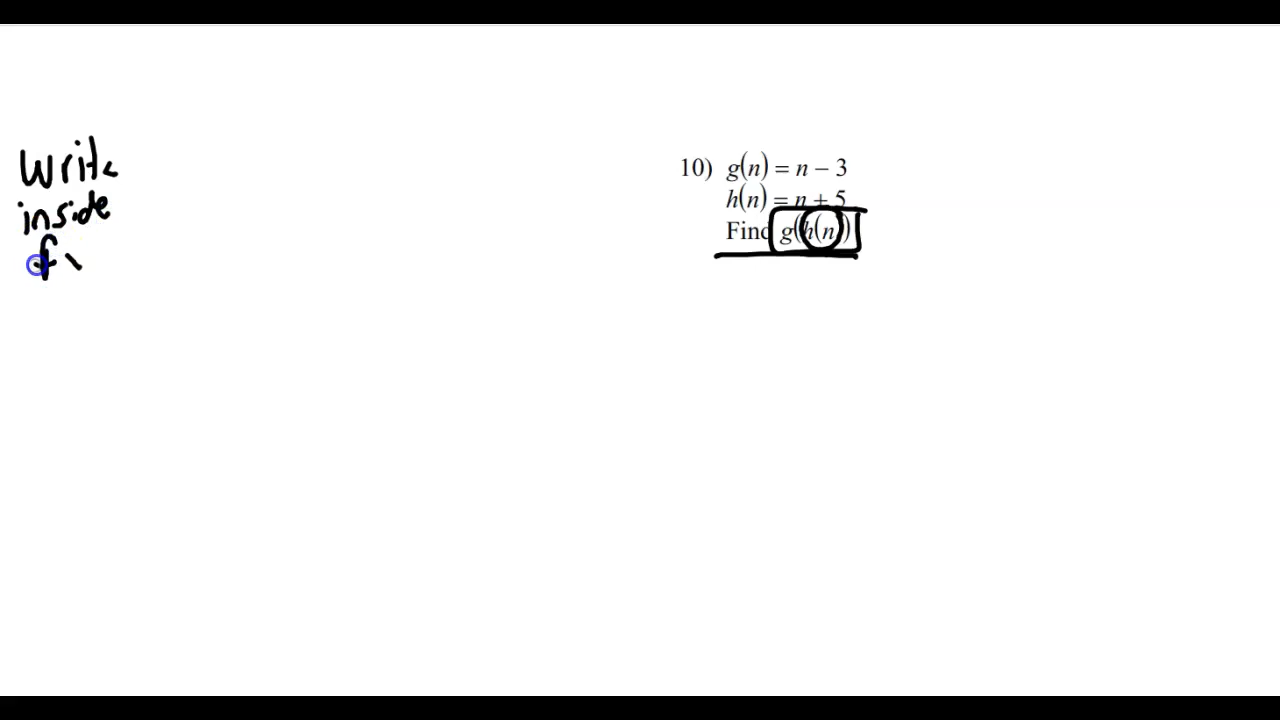 write
inside
f
10) g(n) = n − 3
h(n) = n + 5
Find g(h(n))